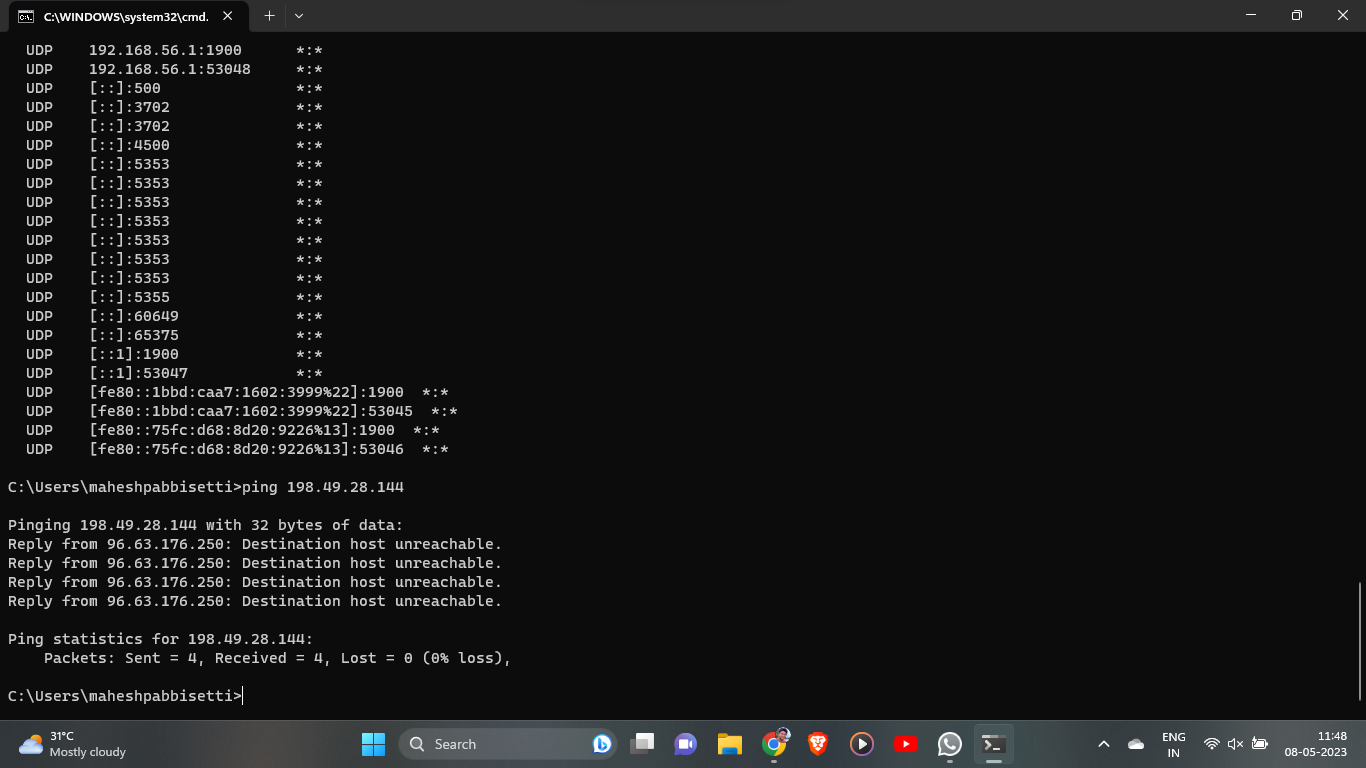 C:\WINDOWS\system32\cmd.
UDP    192.168.56.1:1900      *:*
UDP    192.168.56.1:53048     *:*
UDP    [::]:500               *:*
UDP    [::]:3702              *:*
UDP    [::]:3702              *:*
UDP    [::]:4500              *:*
UDP    [::]:5353              *:*
UDP    [::]:5353              *:*
UDP    [::]:5353              *:*
UDP    [::]:5353              *:*
UDP    [::]:5353              *:*
UDP    [::]:5353              *:*
UDP    [::]:5353              *:*
UDP    [::]:5355              *:*
UDP    [::]:60649             *:*
UDP    [::]:65375             *:*
UDP    [::1]:1900             *:*
UDP    [::1]:53047            *:*
UDP    [fe80::1bbd:caa7:1602:3999%22]:1900  *:*
UDP    [fe80::1bbd:caa7:1602:3999%22]:53045  *:*
UDP    [fe80::75fc:d68:8d20:9226%13]:1900  *:*
UDP    [fe80::75fc:d68:8d20:9226%13]:53046  *:*
C:\Users\maheshpabbisetti>ping 198.49.28.144
Pinging 198.49.28.144 with 32 bytes of data:
Reply from 96.63.176.250: Destination host unreachable.
Reply from 96.63.176.250: Destination host unreachable.
Reply from 96.63.176.250: Destination host unreachable.
Reply from 96.63.176.250: Destination host unreachable.
Ping statistics for 198.49.28.144:
Packets: Sent = 4, Received = 4, Lost = 0 (0% loss),
C:\Users\maheshpabbisetti>
31°C
Mostly cloudy
Search
ENG
IN
11:48
08-05-2023